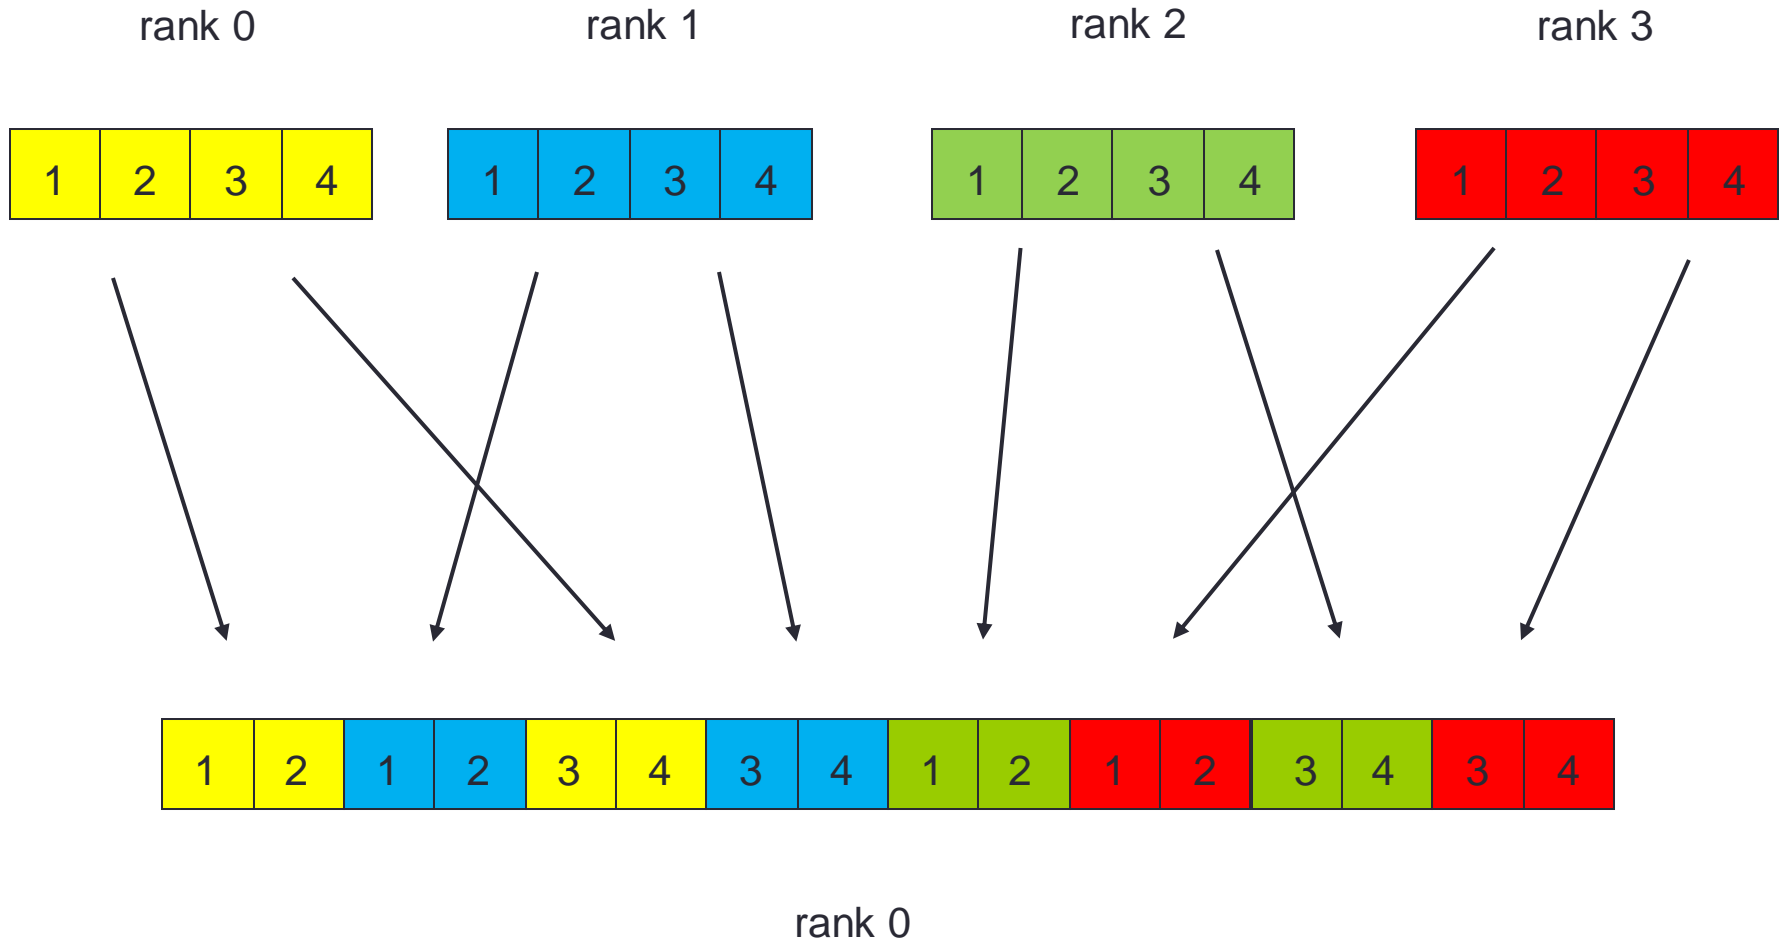 rank 0 rank 1 rank 2 rank 3
1 2 3 4 1 2 3 4 1 2 3 4 1 2 3 4
1 2 1 2 3 4 3 4 1 2 1 2 3 4 3 4
rank 0